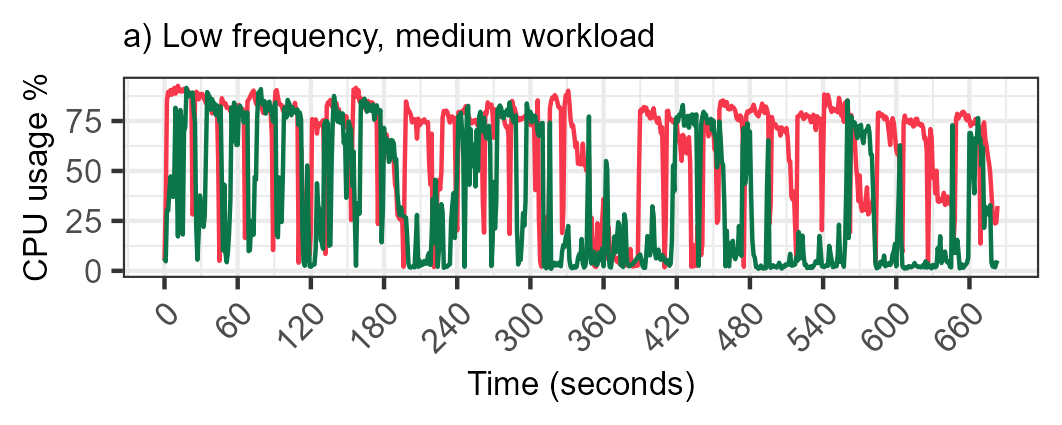 a) Low frequency, medium workload
CPU usage %
75
50
25
0
0 60 120 180 240 300 360 420 480 540 600 660
Time (seconds)